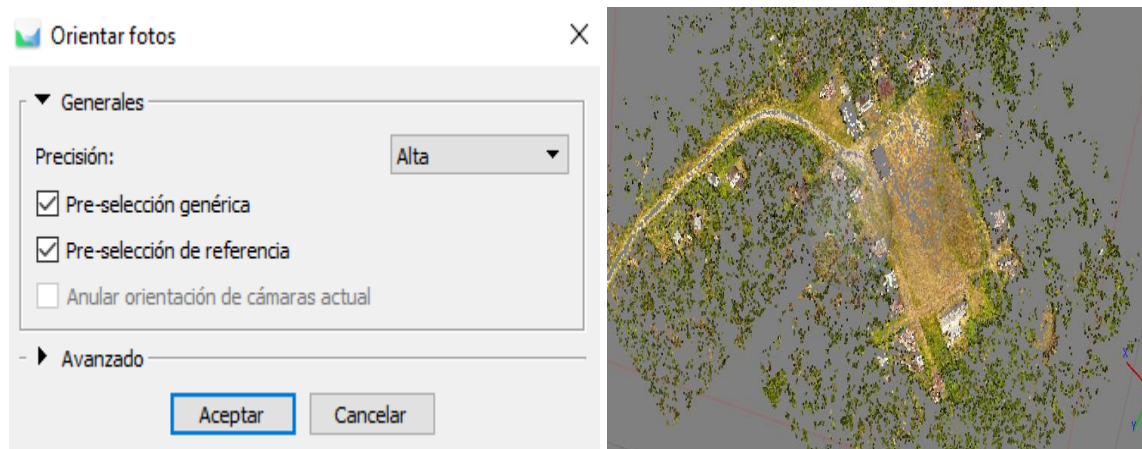 Orientar fotos
Generales
Precisión: Alta
Pre-selección genérica
Pre-selección de referencia
Anular orientación de cámaras actual
Avanzado
Aceptar Cancelar
X
Y